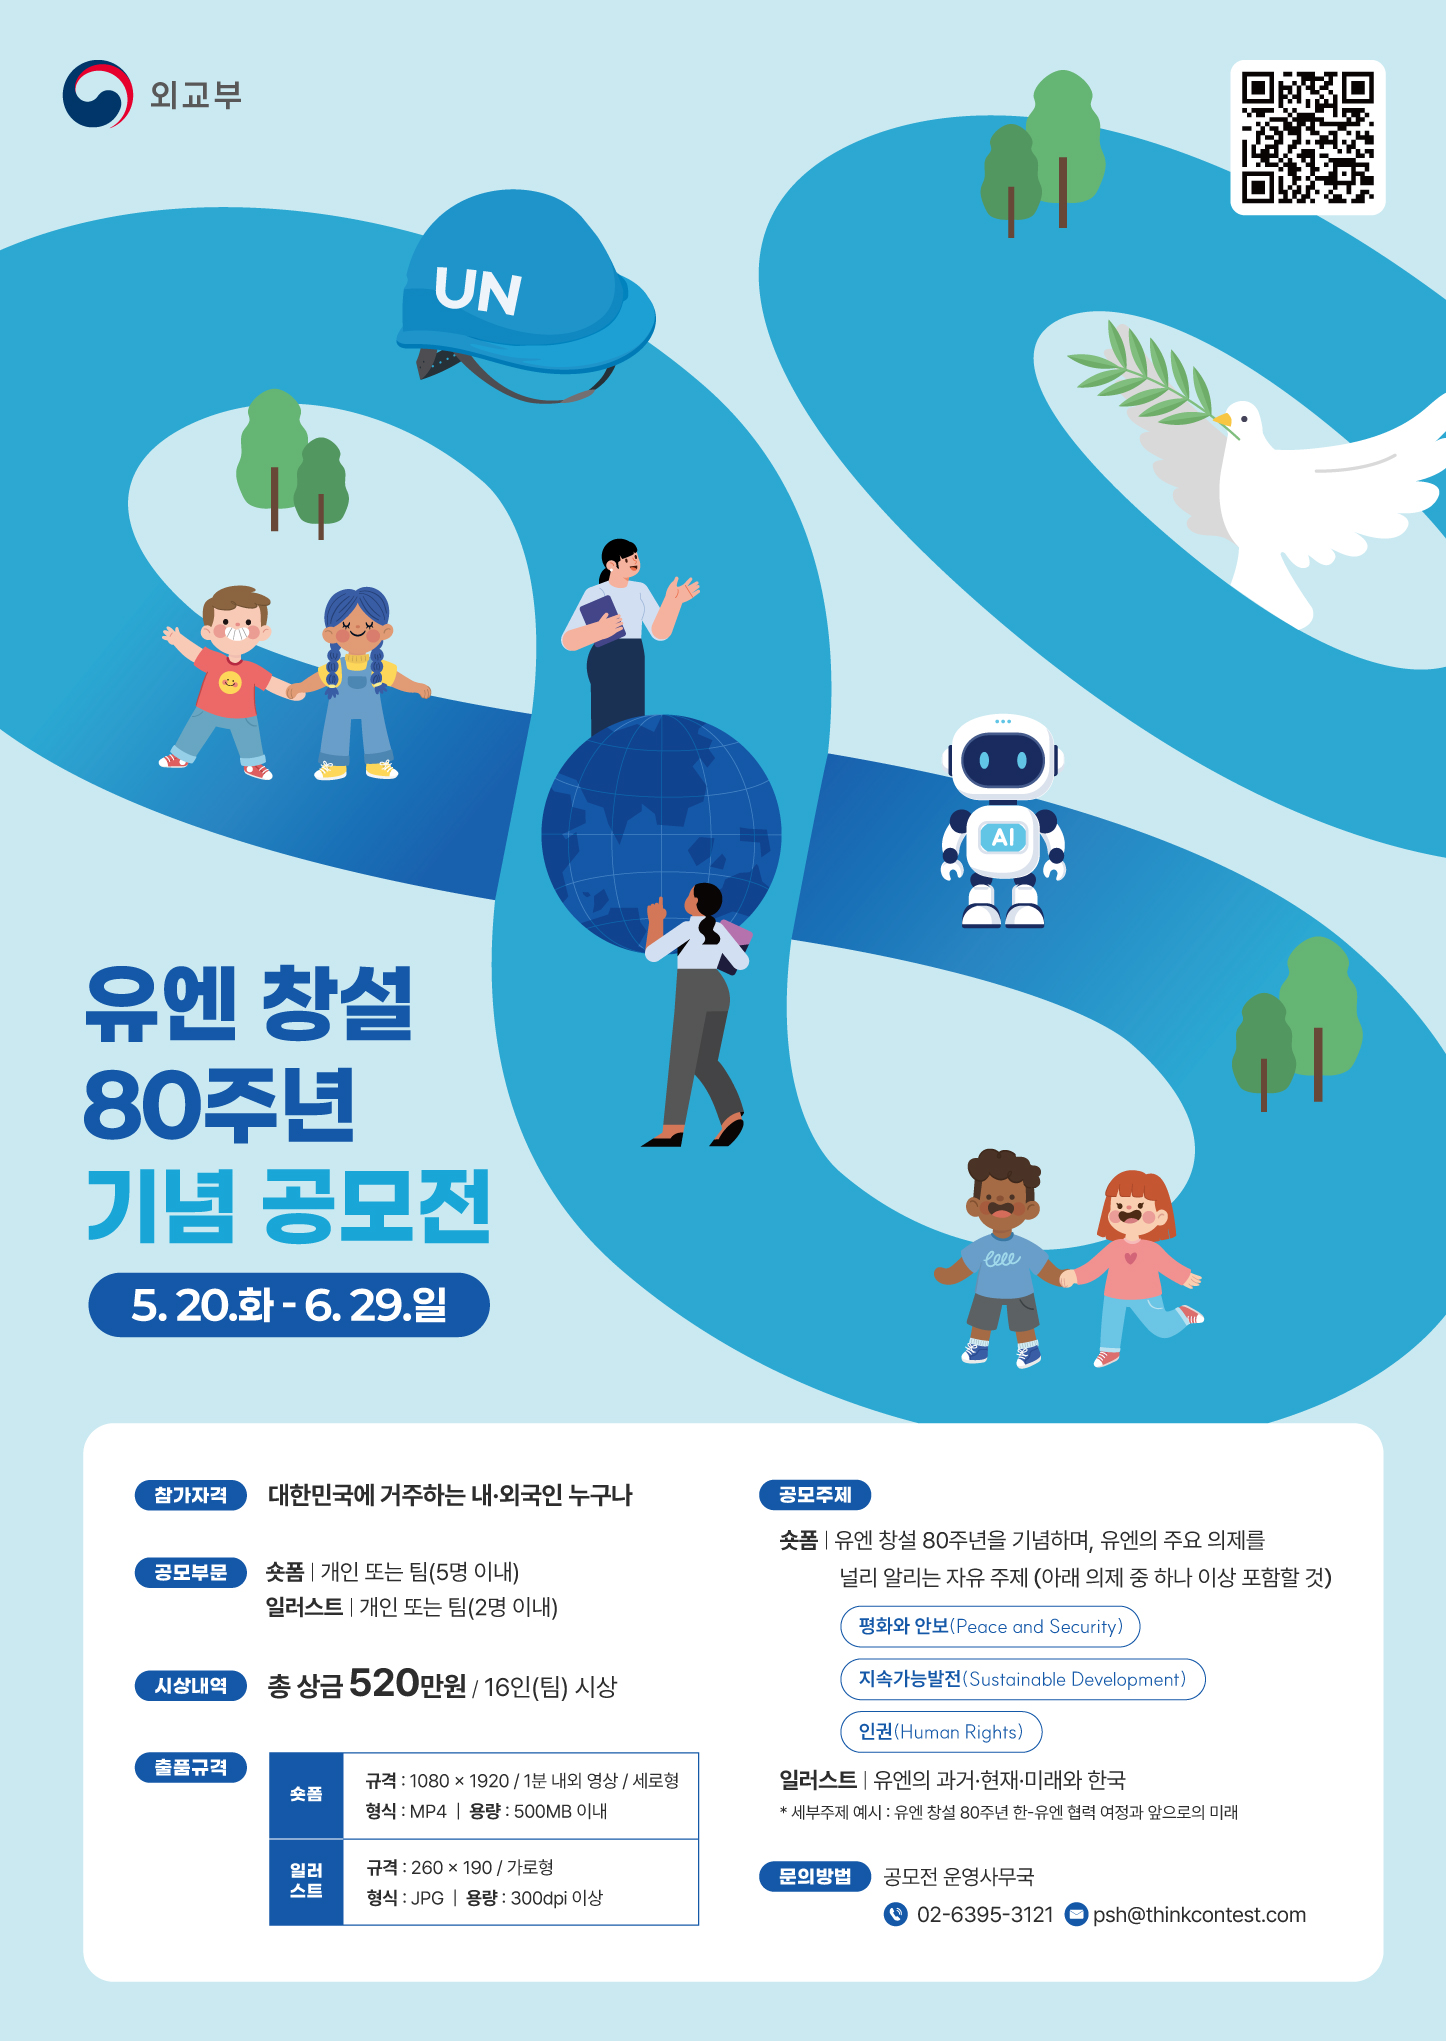 외교부
UN
AI
유엔 창설
80주년
기념 공모전
5. 20.화 - 6. 29.일
참가자격 대한민국에 거주하는 내·외국인 누구나
공모부문 숏폼 | 개인 또는 팀(5명 이내)
일러스트 | 개인 또는 팀(2명 이내)
시상내역 총 상금 520만원 / 16인(팀) 시상
출품규격
숏폼
규격 : 1080 × 1920 / 1분 내외 영상 / 세로형
형식 : MP4 | 용량 : 500MB 이내
일러
스트
규격 : 260 × 190 / 가로형
형식 : JPG | 용량 : 300dpi 이상
공모주제
숏폼 | 유엔 창설 80주년을 기념하며, 유엔의 주요 의제를
널리 알리는 자유 주제 (아래 의제 중 하나 이상 포함할 것)
평화와 안보(Peace and Security)
지속가능발전(Sustainable Development)
인권(Human Rights)
일러스트 | 유엔의 과거·현재·미래와 한국
* 세부주제 예시 : 유엔 창설 80주년 한-유엔 협력 여정과 앞으로의 미래
문의방법 공모전 운영사무국
02-6395-3121 psh@thinkcontest.com